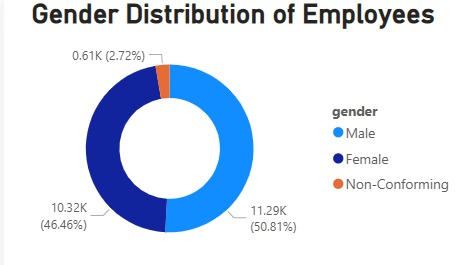 Gender Distribution of Employees
0.61K (2.72%)
gender
Male
Female
Non-Conforming
10.32K
(46.46%)
11.29K
(50.81%)